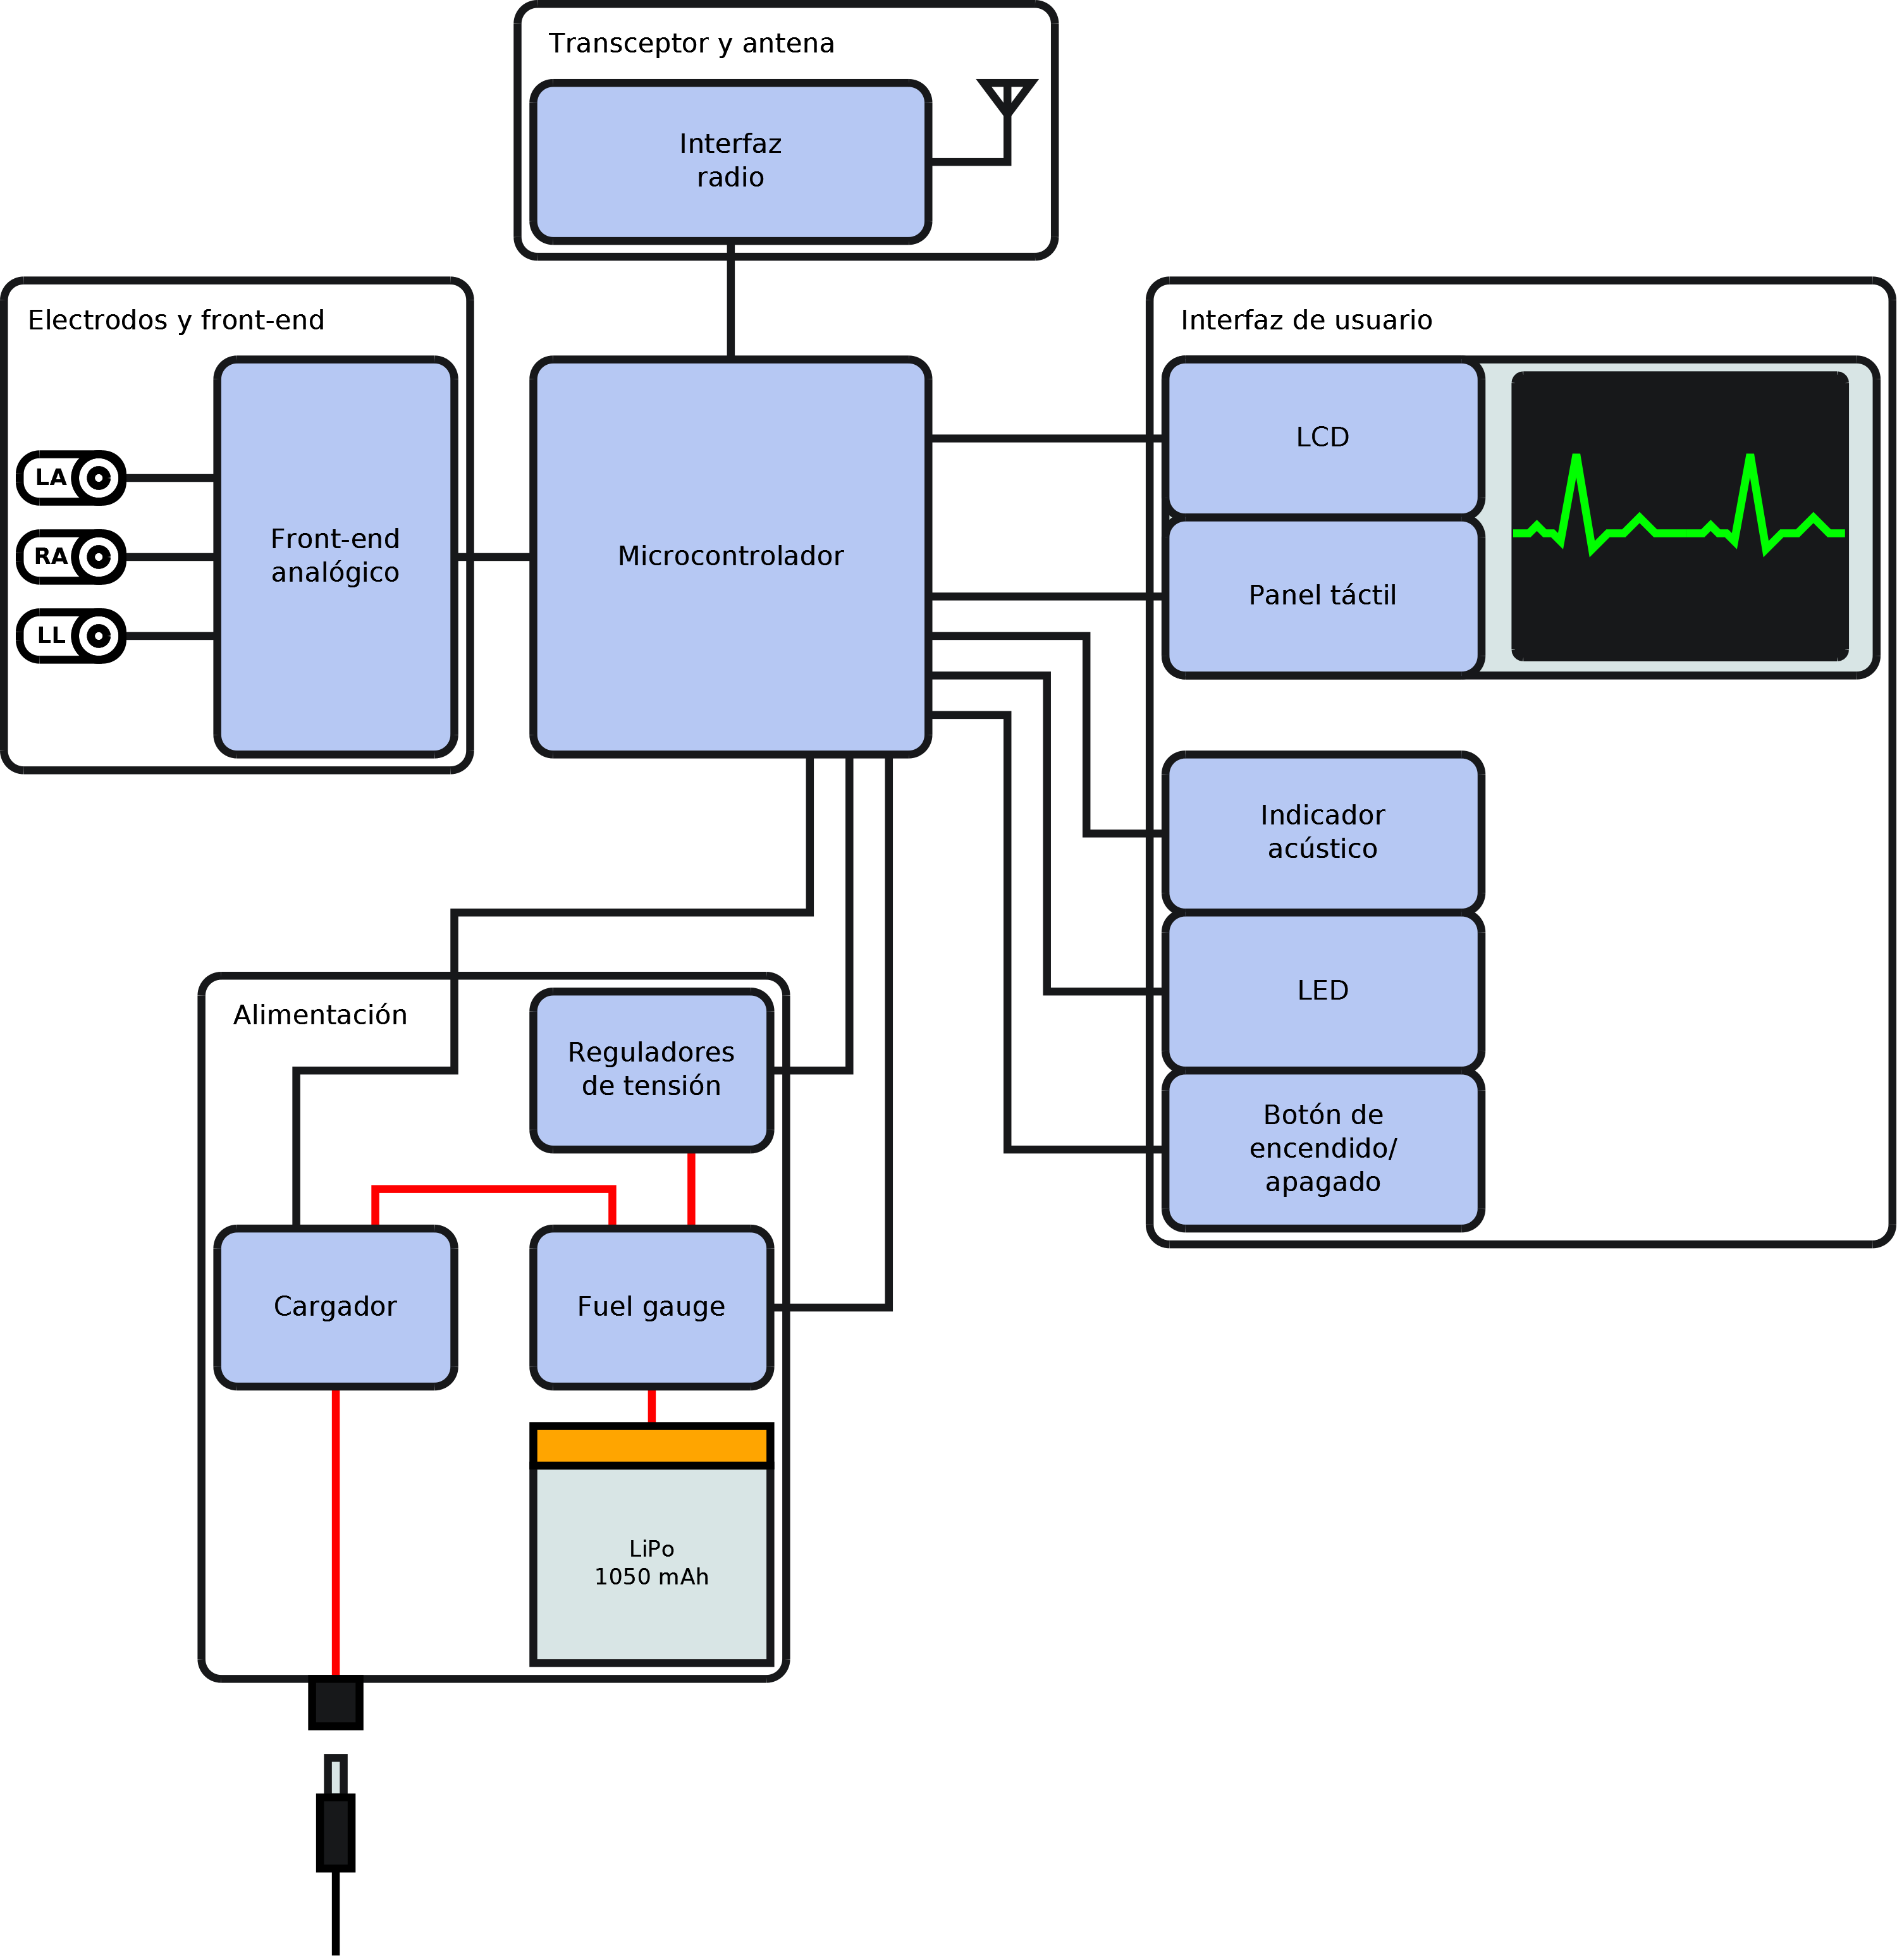 Transceptor y antena
Interfaz
radio
Electrodos y front-end
LA
RA
LL
Front-end
analógico
Microcontrolador
Interfaz de usuario
LCD
Panel táctil
Indicador
acústico
LED
Botón de
encendido/
apagado
Alimentación
Reguladores
de tensión
Cargador
Fuel gauge
LiPo
1050 mAh